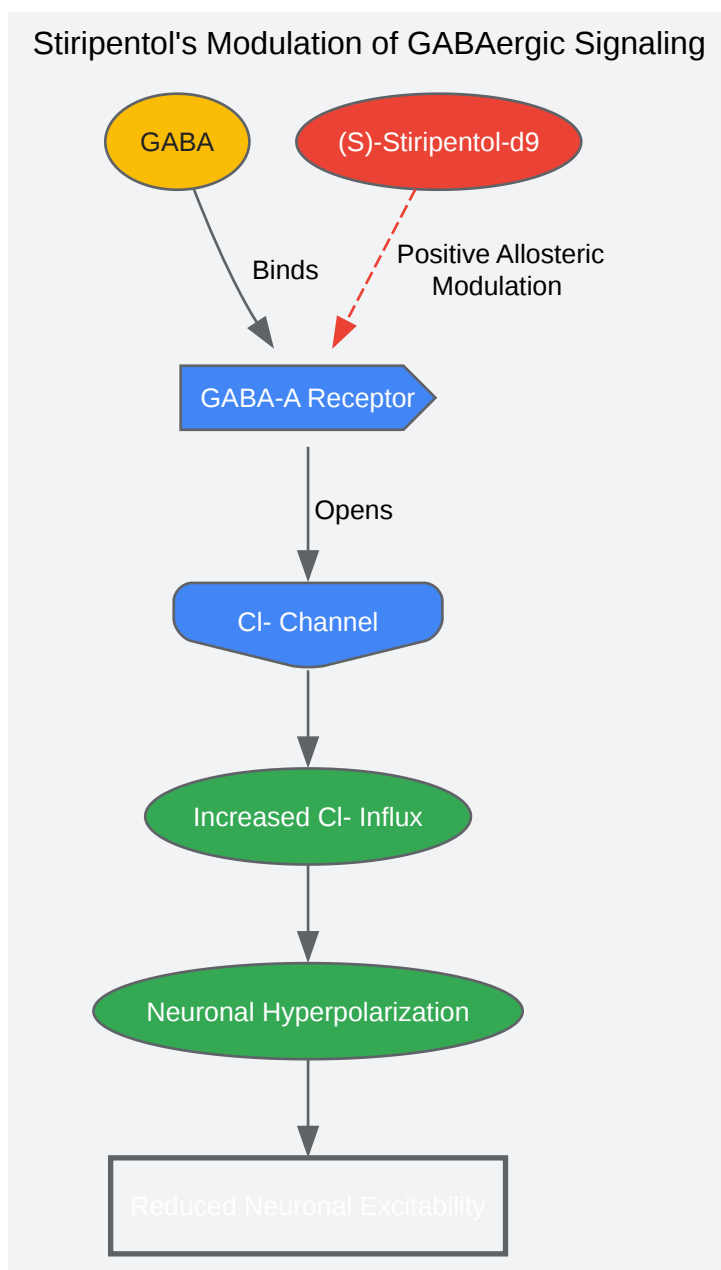 Stiripentol's Modulation of GABAergic Signaling
GABA
(S)-Stiripentol-d9
Binds
Positive Allosteric
Modulation
GABA-A Receptor
Opens
Cl- Channel
Increased Cl- Influx
Neuronal Hyperpolarization
Reduced Neuronal Excitability